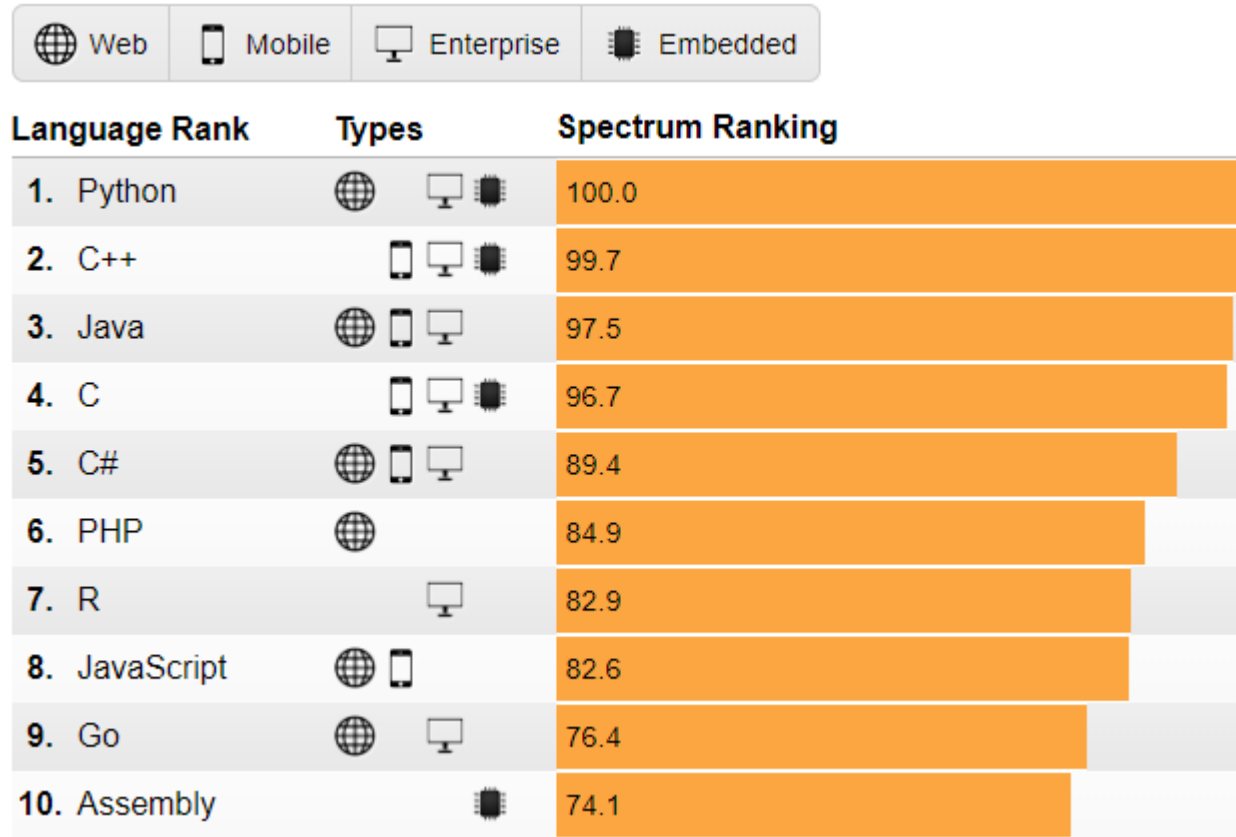 Web Mobile Enterprise Embedded
Language Rank Types Spectrum Ranking
1. Python 100.0
2. C++ 99.7
3. Java 97.5
4. C 96.7
5. C# 89.4
6. PHP 84.9
7. R 82.9
8. JavaScript 82.6
9. Go 76.4
10. Assembly 74.1